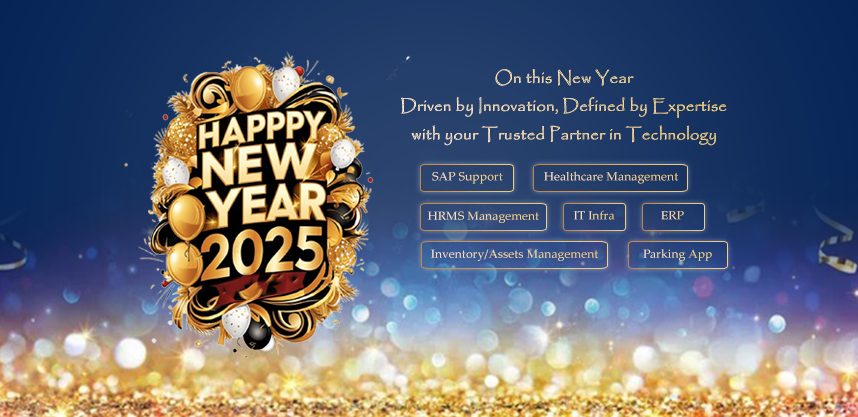 HAPPPY
NEW
YEAR
2025
On this New Year
Driven by Innovation, Defined by Expertise
with your Trusted Partner in Technology
SAP Support
Healthcare Management
HRMS Management
IT Infra
ERP
Inventory/Assets Management
Parking App